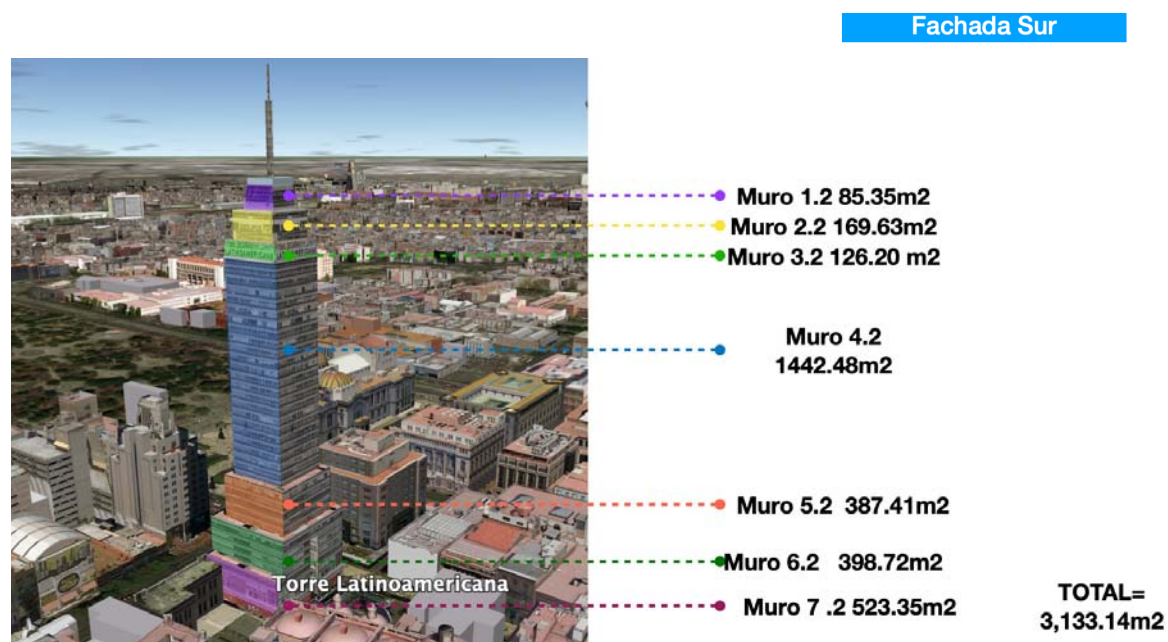 Fachada Sur
Muro 1.2 85.35m2
Muro 2.2 169.63m2
Muro 3.2 126.20 m2
Muro 4.2
1442.48m2
Muro 5.2 387.41m2
Muro 6.2 398.72m2
Torre Latinoamericana
Muro 7 .2 523.35m2
TOTAL=
3,133.14m2